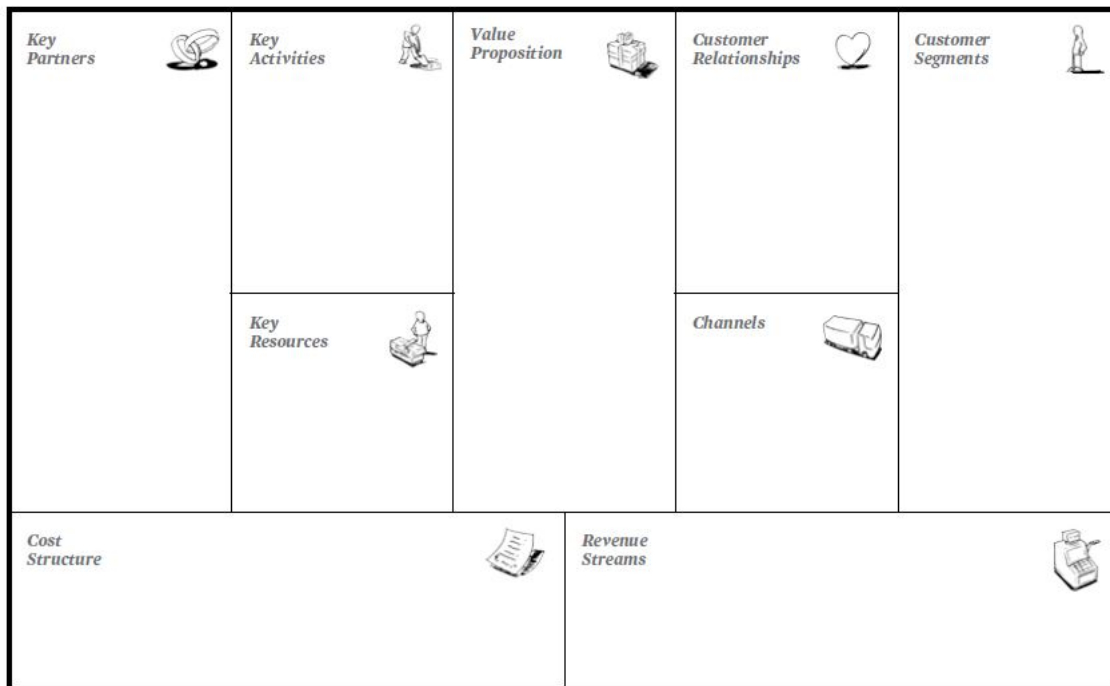 Key
Partners
Key
Activities
Value
Proposition
Customer
Relationships
Customer
Segments
Key
Resources
Channels
Cost
Structure
Revenue
Streams